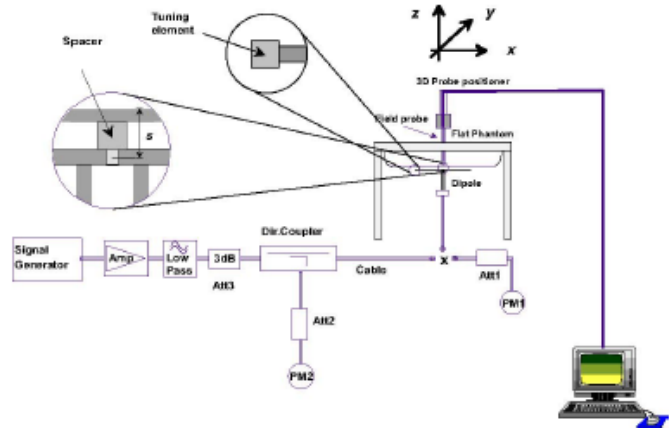 Tuning
element
Spacer
z
y
x
3D Probe positioner
Field probe
Flat Phantom
s
Dipole
Signal
Generator
Amp
Low
Pass
3dB
Att3
Dir.Coupler
Cable
x
Att1
PM1
Att2
PM2